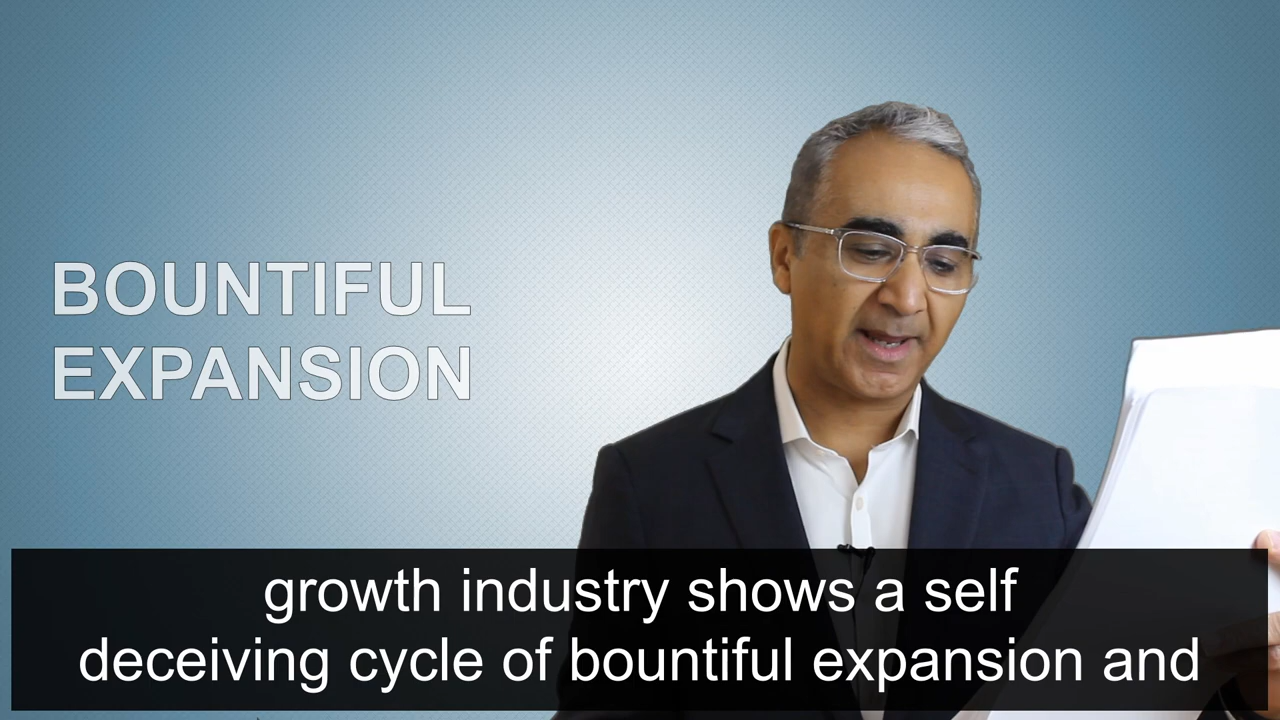 BOUNTIFUL
EXPANSION
growth industry shows a self
deceiving cycle of bountiful expansion and